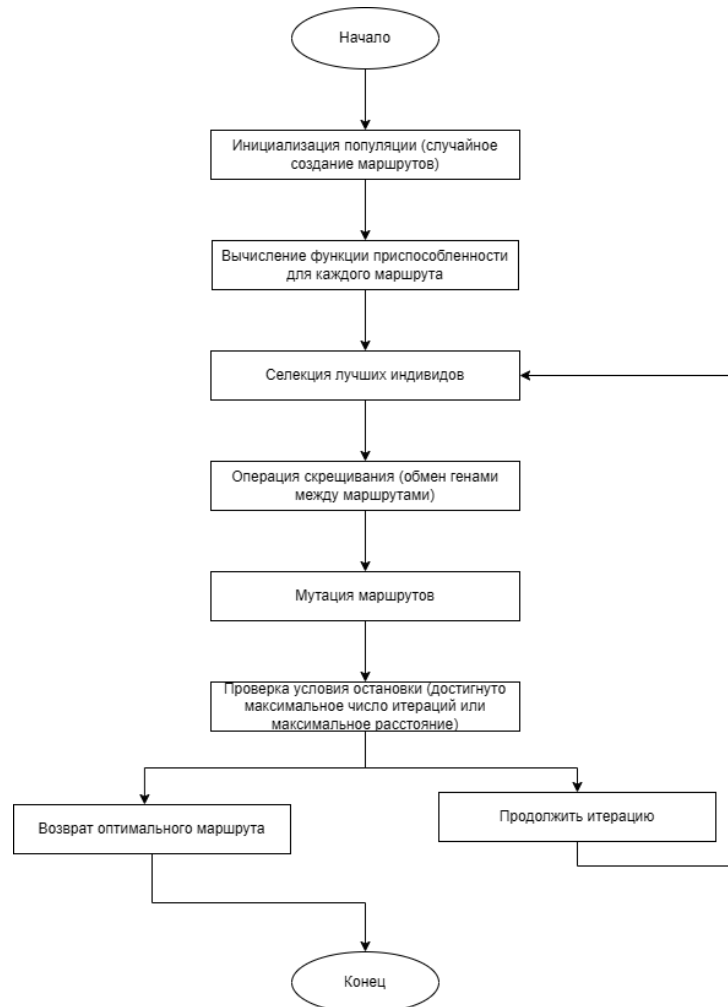 Начало
Инициализация популяции (случайное
создание маршрутов)
Вычисление функции приспособленности
для каждого маршрута
Селекция лучших индивидов
Операция скрещивания (обмен генами
между маршрутами)
Мутация маршрутов
Проверка условия остановки (достигнуто
максимальное число итераций или
максимальное расстояние)
Возврат оптимального маршрута
Продолжить итерацию
Конец